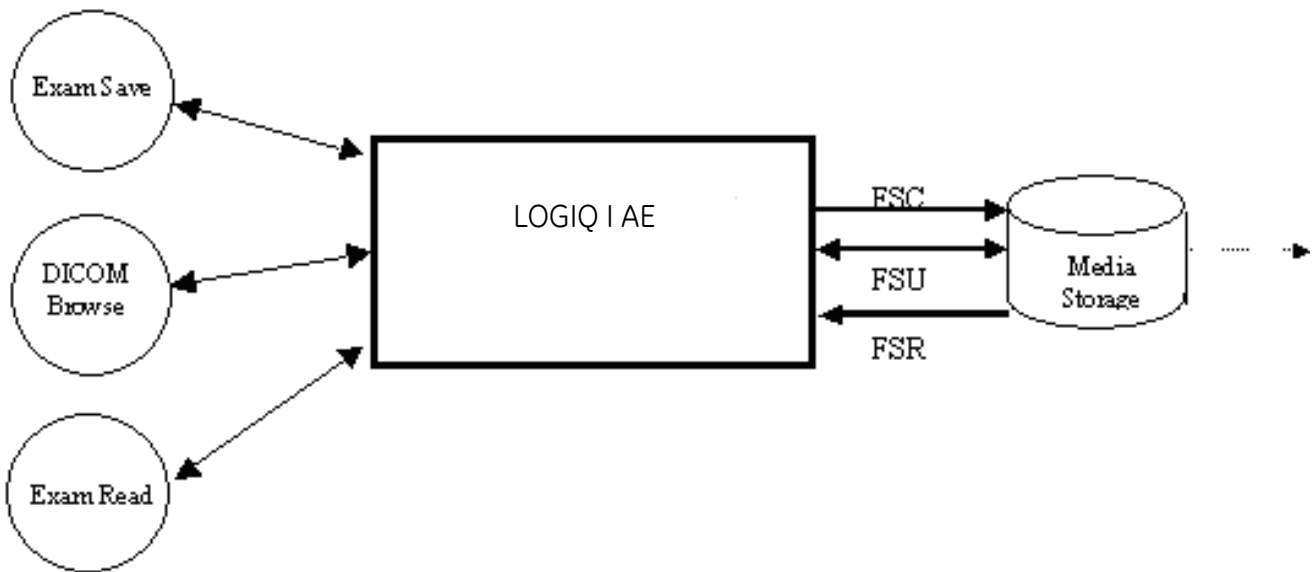 Exam Save
LOGIQ I AE
FSC
DICOM
Browse
FSU
Media
Storage
FSR
Exam Read